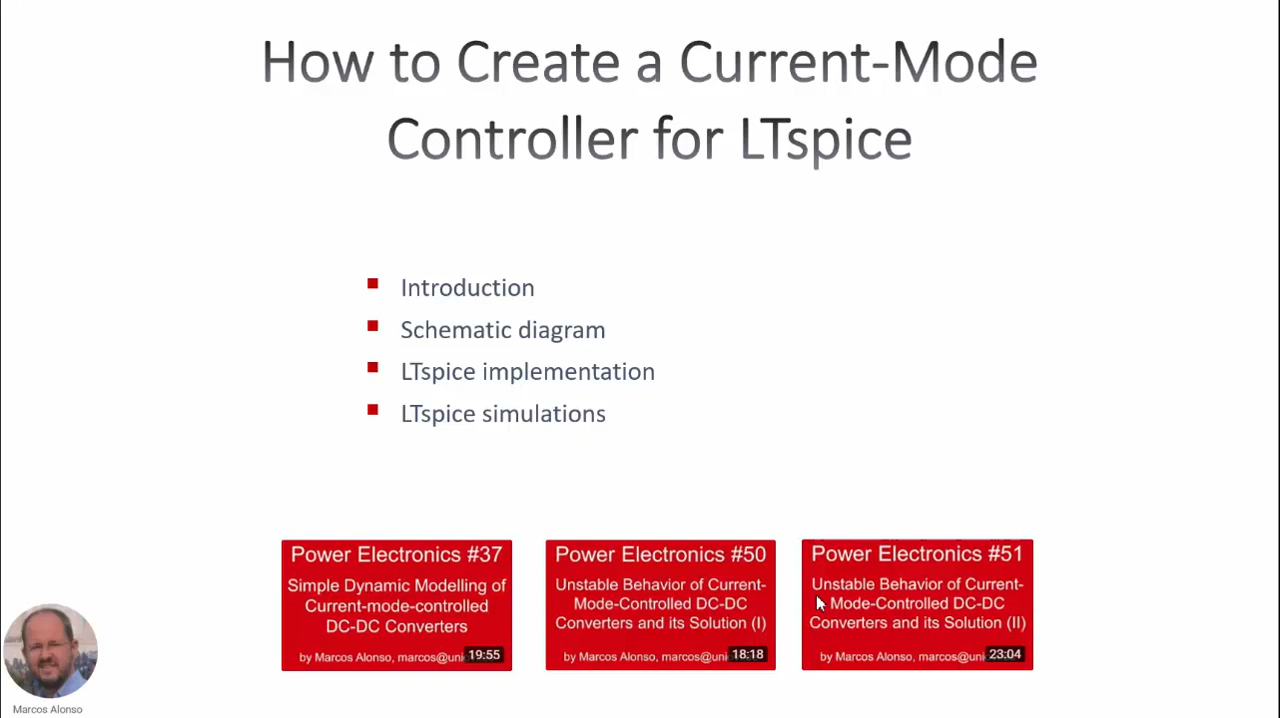 How to Create a Current-Mode
Controller for LTspice
Introduction
Schematic diagram
LTspice implementation
LTspice simulations
Power Electronics #37
Simple Dynamic Modelling of
Current-mode-controlled
DC-DC Converters
by Marcos Alonso, marcos@uni
19:55
Power Electronics #50
Unstable Behavior of Current-
Mode-Controlled DC-DC
Converters and its Solution (I)
by Marcos Alonso, marcos@uni
18:18
Power Electronics #51
Unstable Behavior of Current-
Mode-Controlled DC-DC
Converters and its Solution (II)
by Marcos Alonso, marcos@uni
23:04
Marcos Alonso